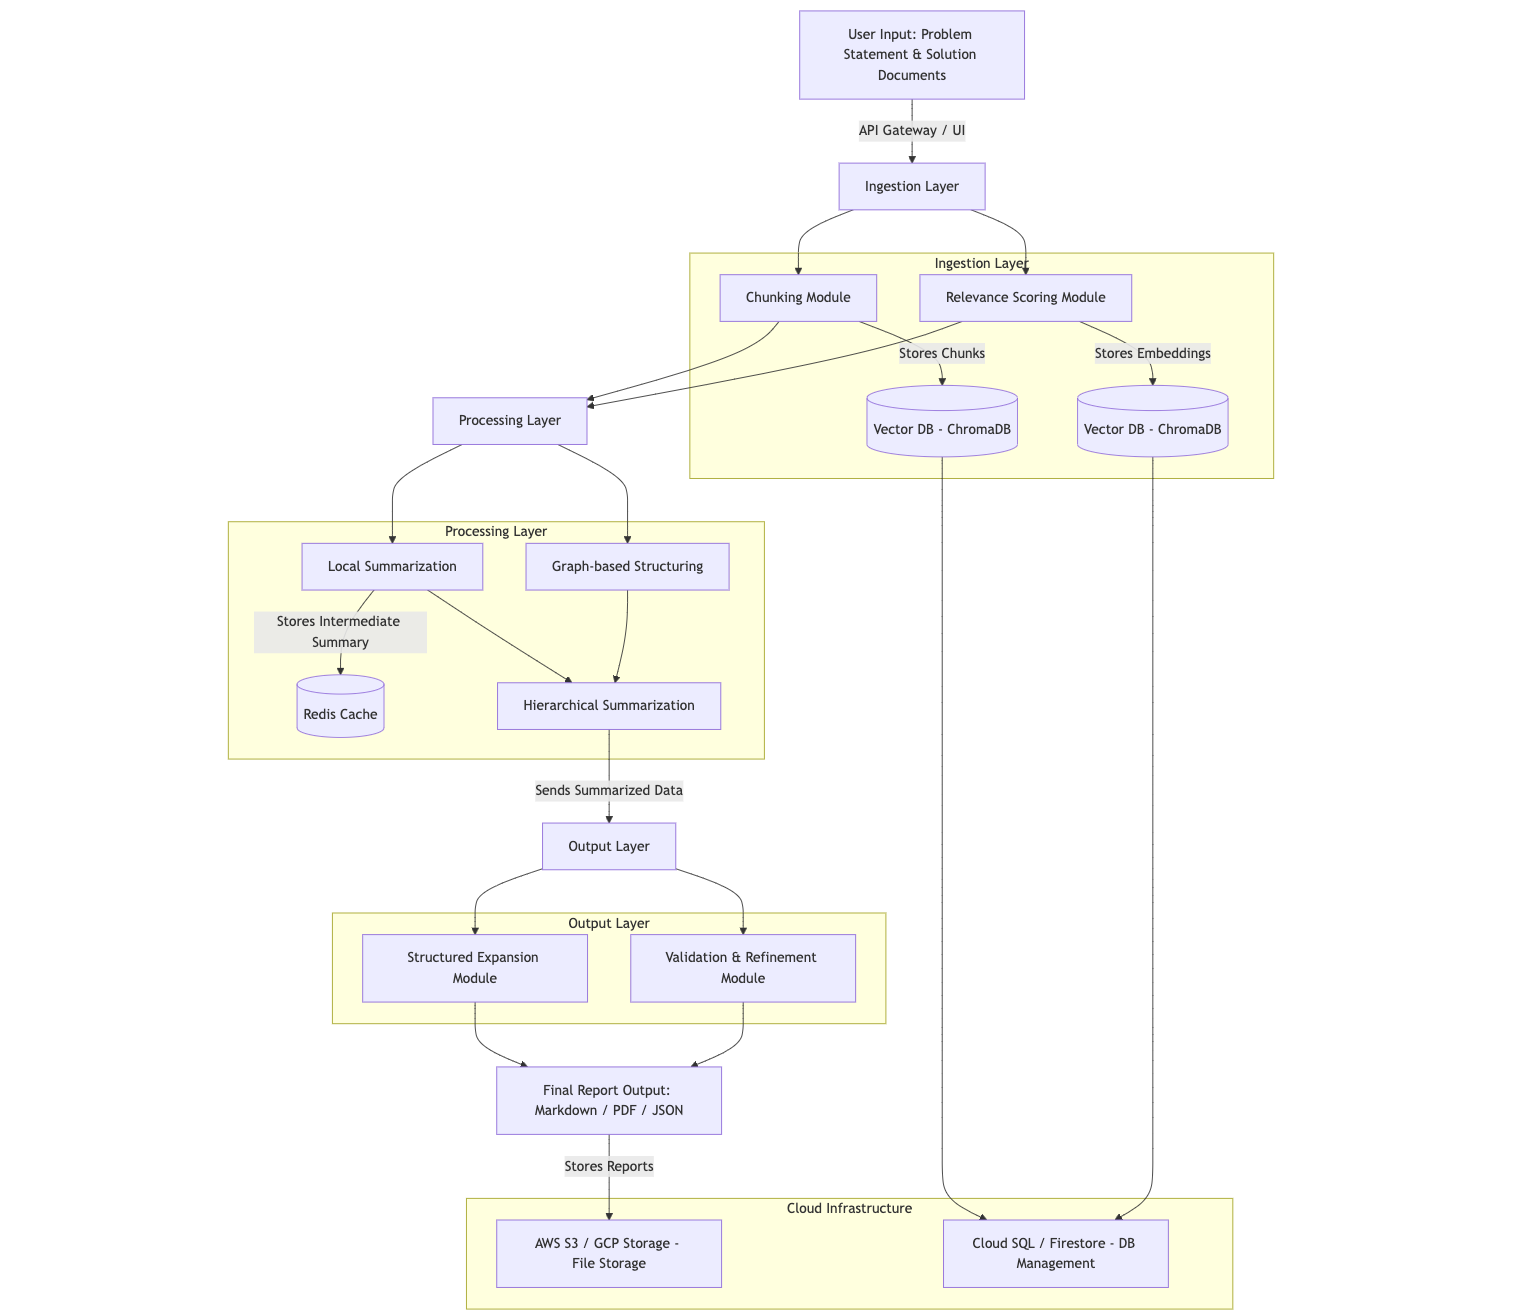 User Input: Problem
Statement & Solution
Documents
API Gateway / UI
Ingestion Layer
Ingestion Layer
Chunking Module
Relevance Scoring Module
Stores Chunks
Stores Embeddings
Vector DB - ChromaDB
Vector DB - ChromaDB
Processing Layer
Processing Layer
Local Summarization
Graph-based Structuring
Stores Intermediate
Summary
Redis Cache
Hierarchical Summarization
Sends Summarized Data
Output Layer
Output Layer
Structured Expansion
Module
Validation & Refinement
Module
Final Report Output:
Markdown / PDF / JSON
Stores Reports
Cloud Infrastructure
AWS S3 / GCP Storage -
File Storage
Cloud SQL / Firestore - DB
Management